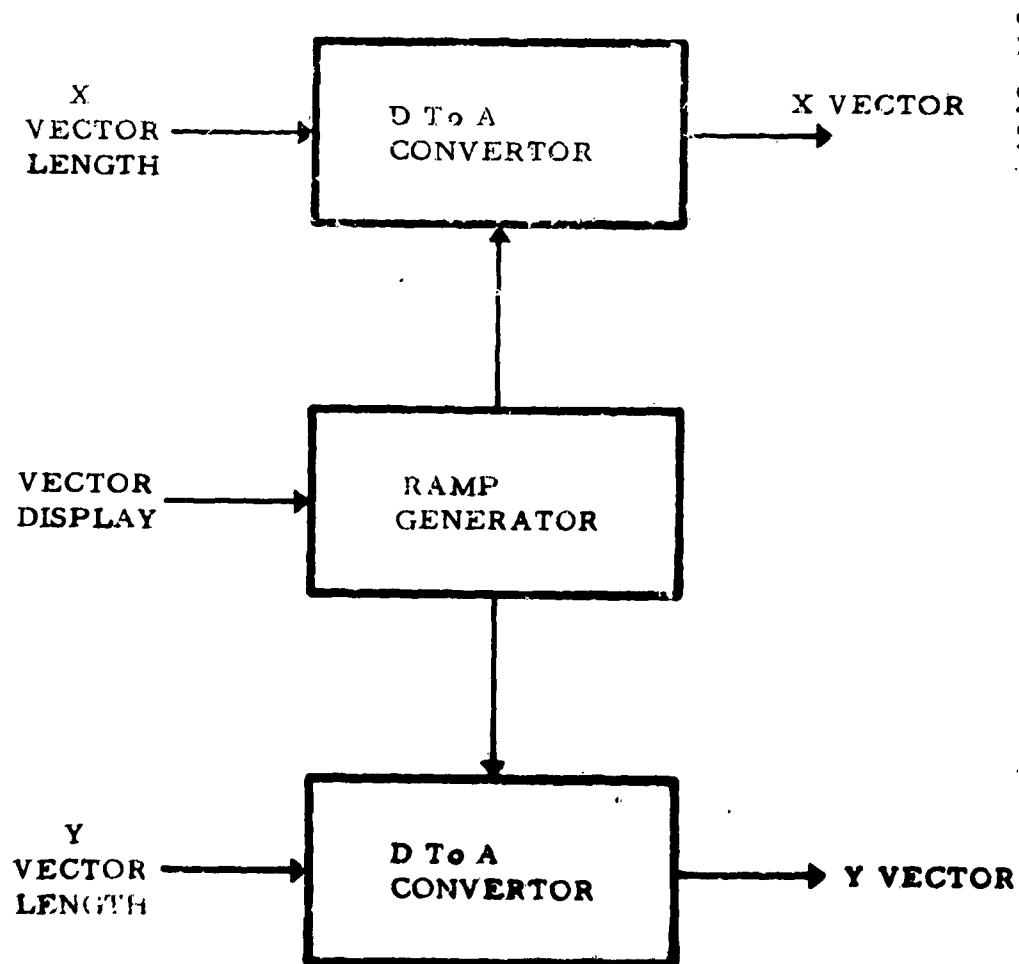 X
VECTOR
LENGTH
D To A
CONVERTOR
X VECTOR
VECTOR
DISPLAY
RAMP
GENERATOR
Y
VECTOR
LENGTH
D To A
CONVERTOR
Y VECTOR